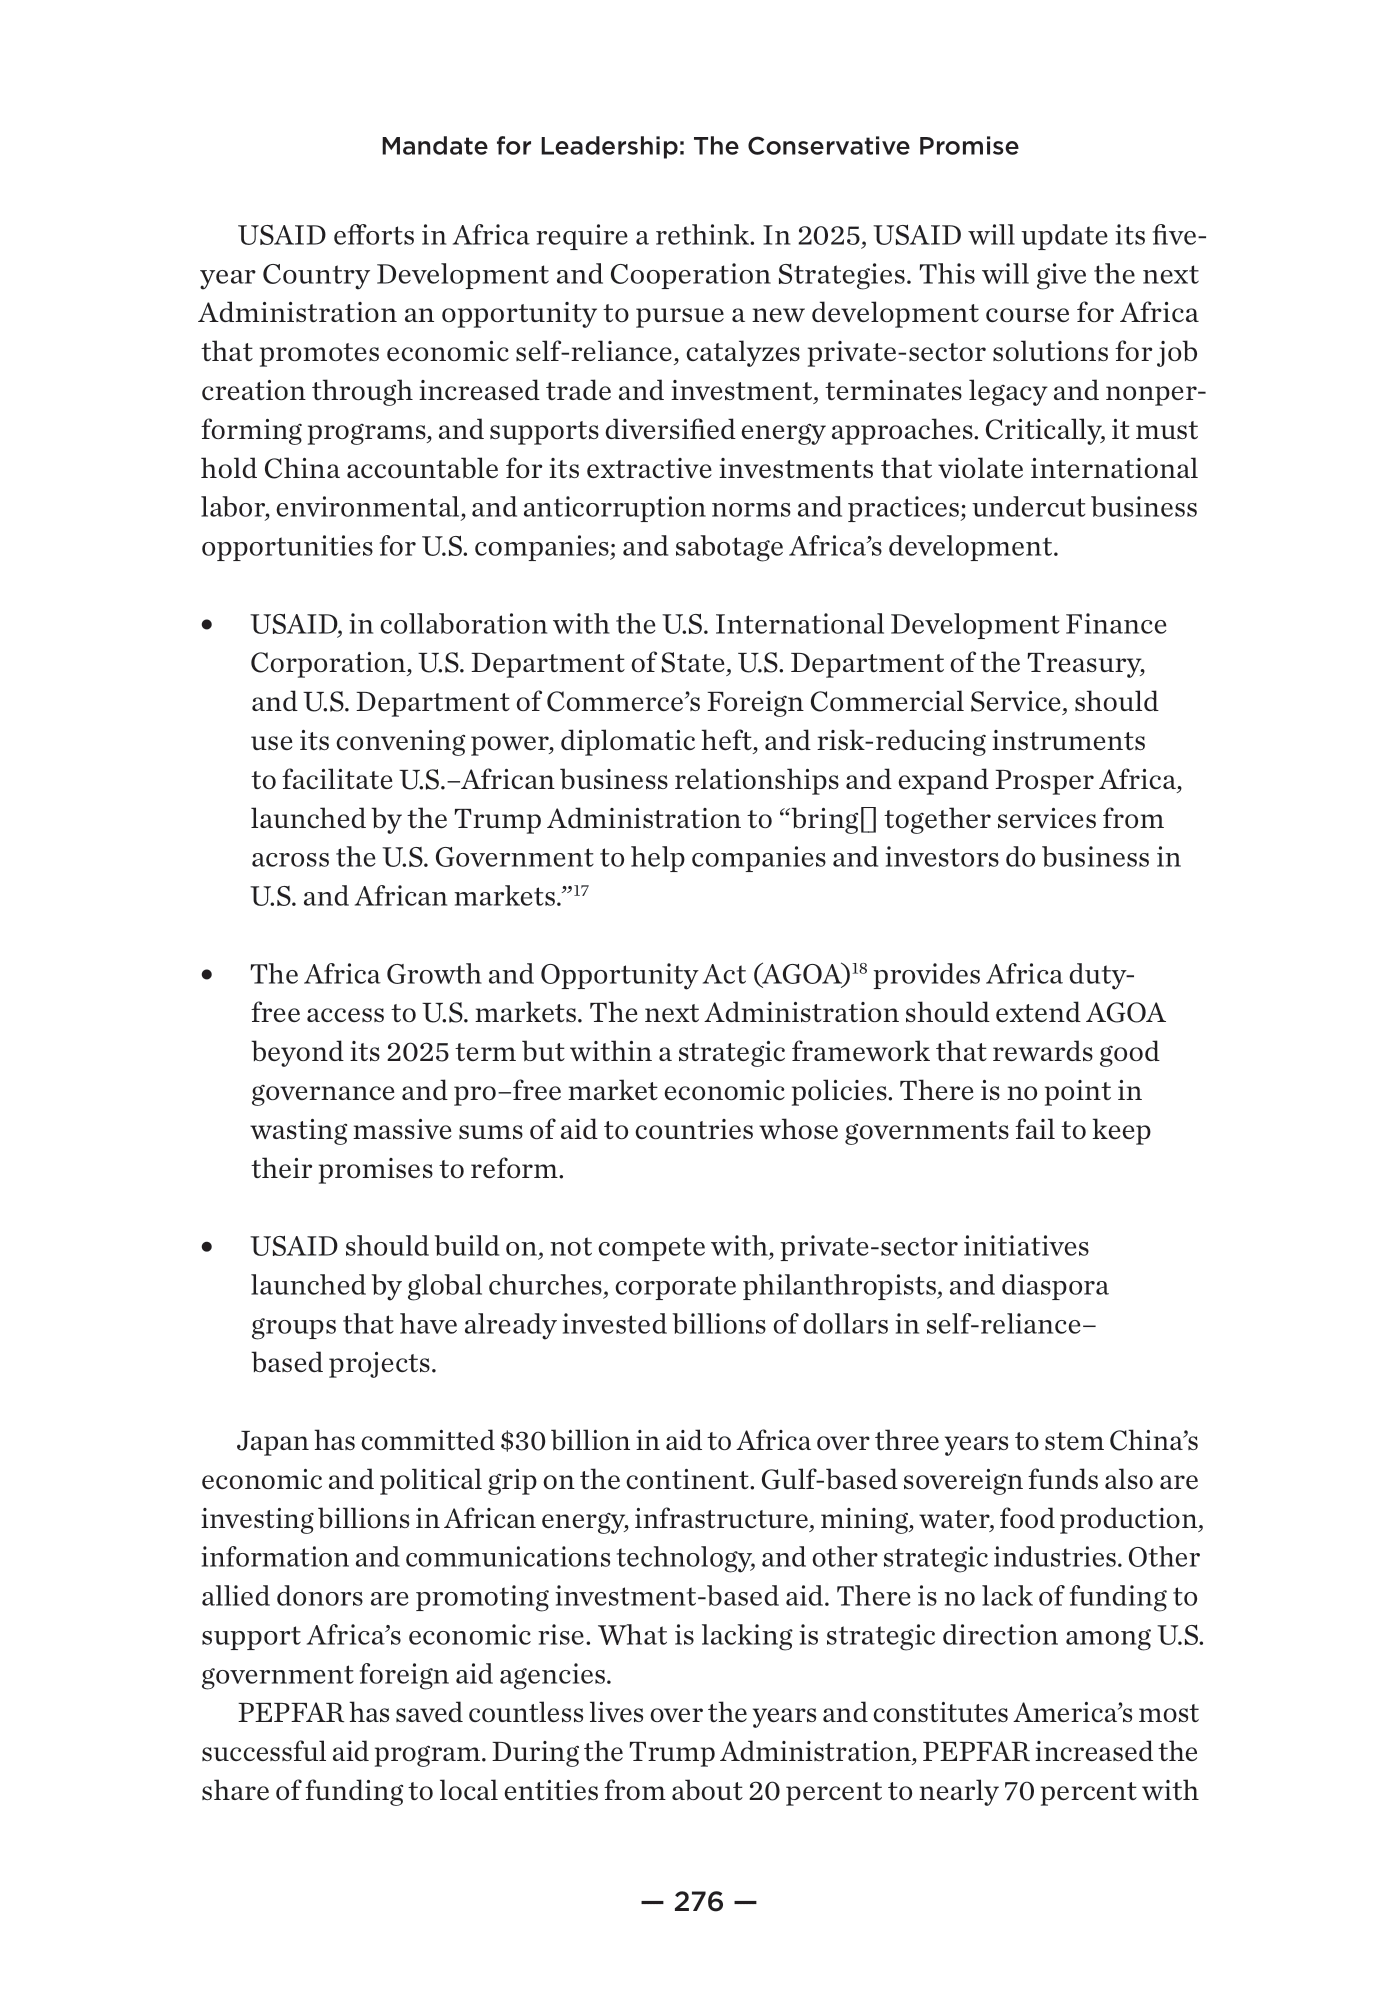 Mandate for Leadership: The Conservative Promise
USAID efforts in Africa require a rethink. In 2025, USAID will update its five-
year Country Development and Cooperation Strategies. This will give the next
Administration an opportunity to pursue a new development course for Africa
that promotes economic self-reliance, catalyzes private-sector solutions for job
creation through increased trade and investment, terminates legacy and nonper-
forming programs, and supports diversified energy approaches. Critically, it must
hold China accountable for its extractive investments that violate international
labor, environmental, and anticorruption norms and practices; undercut business
opportunities for U.S. companies; and sabotage Africa’s development.
• USAID, in collaboration with the U.S. International Development Finance
Corporation, U.S. Department of State, U.S. Department of the Treasury,
and U.S. Department of Commerce’s Foreign Commercial Service, should
use its convening power, diplomatic heft, and risk-reducing instruments
to facilitate U.S.–African business relationships and expand Prosper Africa,
launched by the Trump Administration to “bring[] together services from
across the U.S. Government to help companies and investors do business in
U.S. and African markets.”17
• The Africa Growth and Opportunity Act (AGOA)18 provides Africa duty-
free access to U.S. markets. The next Administration should extend AGOA
beyond its 2025 term but within a strategic framework that rewards good
governance and pro–free market economic policies. There is no point in
wasting massive sums of aid to countries whose governments fail to keep
their promises to reform.
• USAID should build on, not compete with, private-sector initiatives
launched by global churches, corporate philanthropists, and diaspora
groups that have already invested billions of dollars in self-reliance–
based projects.
Japan has committed $30 billion in aid to Africa over three years to stem China’s
economic and political grip on the continent. Gulf-based sovereign funds also are
investing billions in African energy, infrastructure, mining, water, food production,
information and communications technology, and other strategic industries. Other
allied donors are promoting investment-based aid. There is no lack of funding to
support Africa’s economic rise. What is lacking is strategic direction among U.S.
government foreign aid agencies.
PEPFAR has saved countless lives over the years and constitutes America’s most
successful aid program. During the Trump Administration, PEPFAR increased the
share of funding to local entities from about 20 percent to nearly 70 percent with
— 276 —